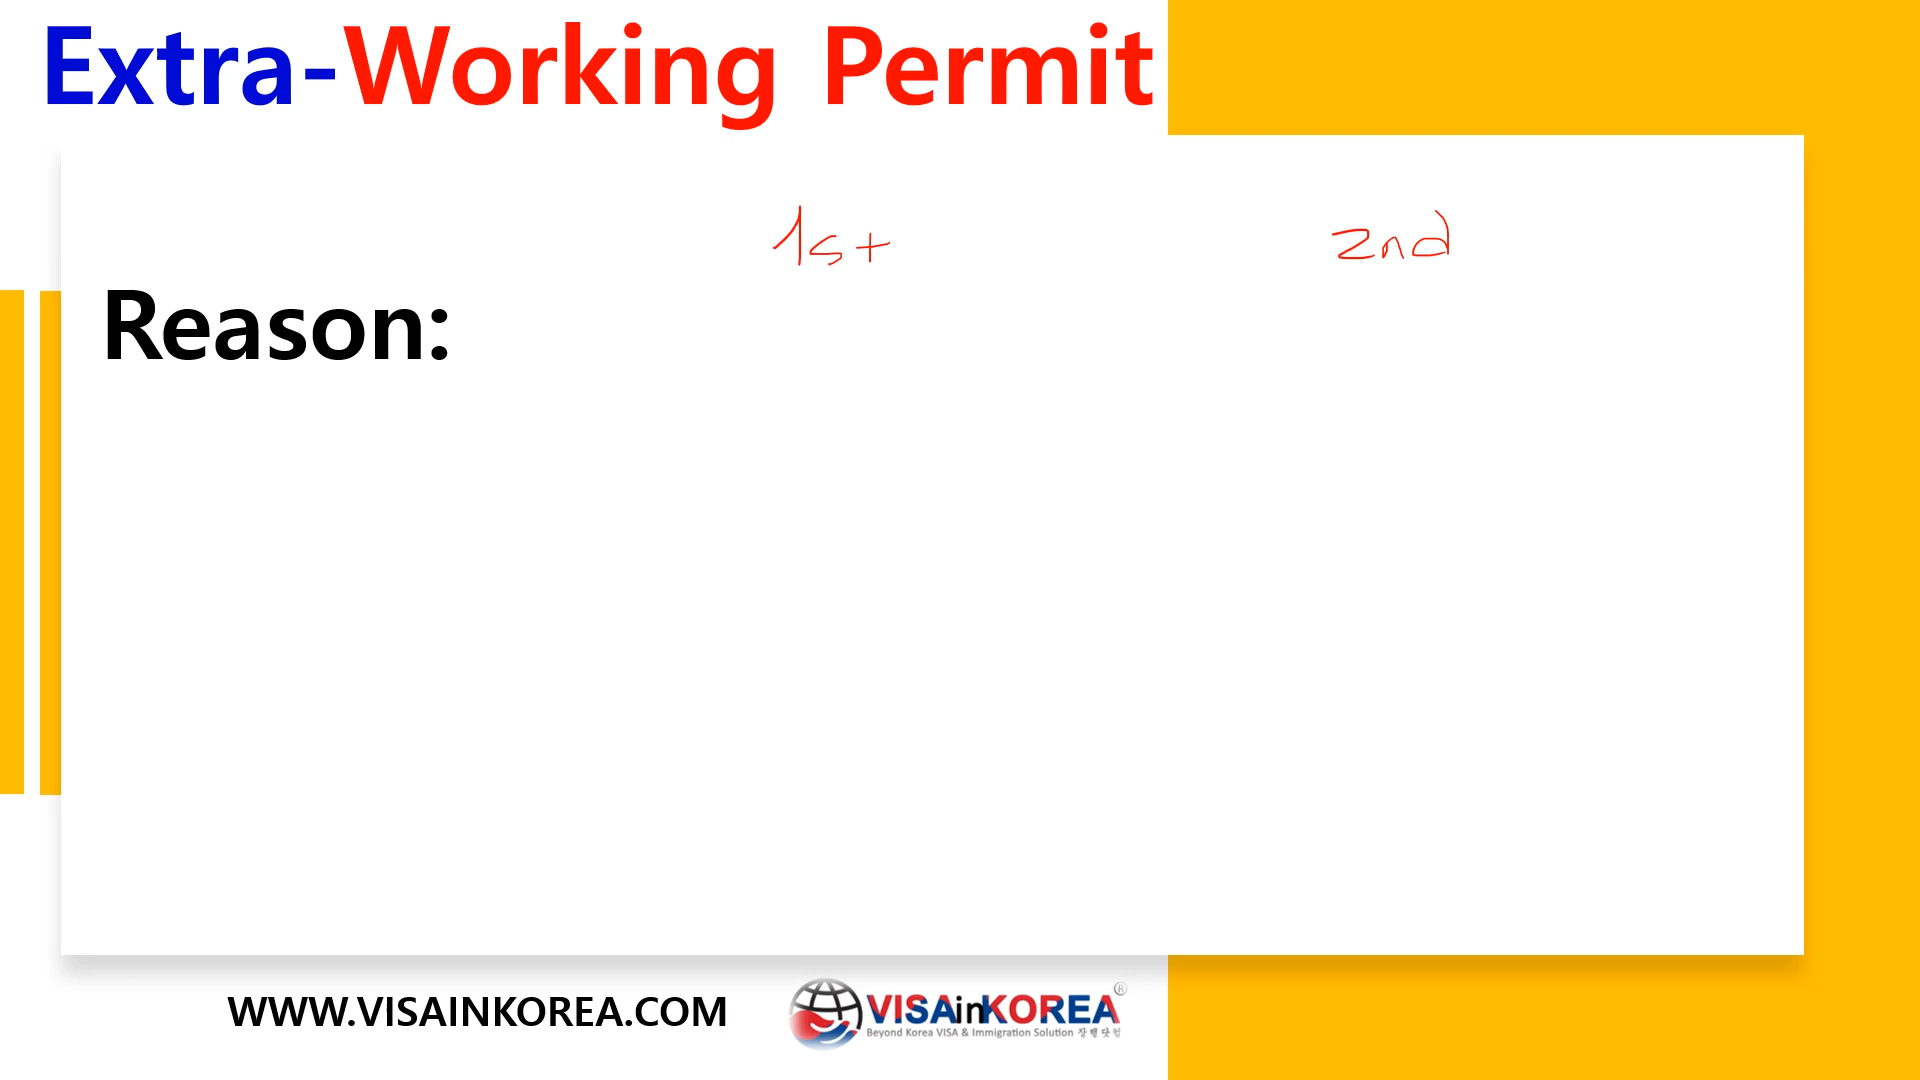 Extra-Working Permit
1st 2nd
Reason:
WWW.VISAINKOREA.COM
VISAinKOREA ®
Beyond Korea VISA & Immigration Solution